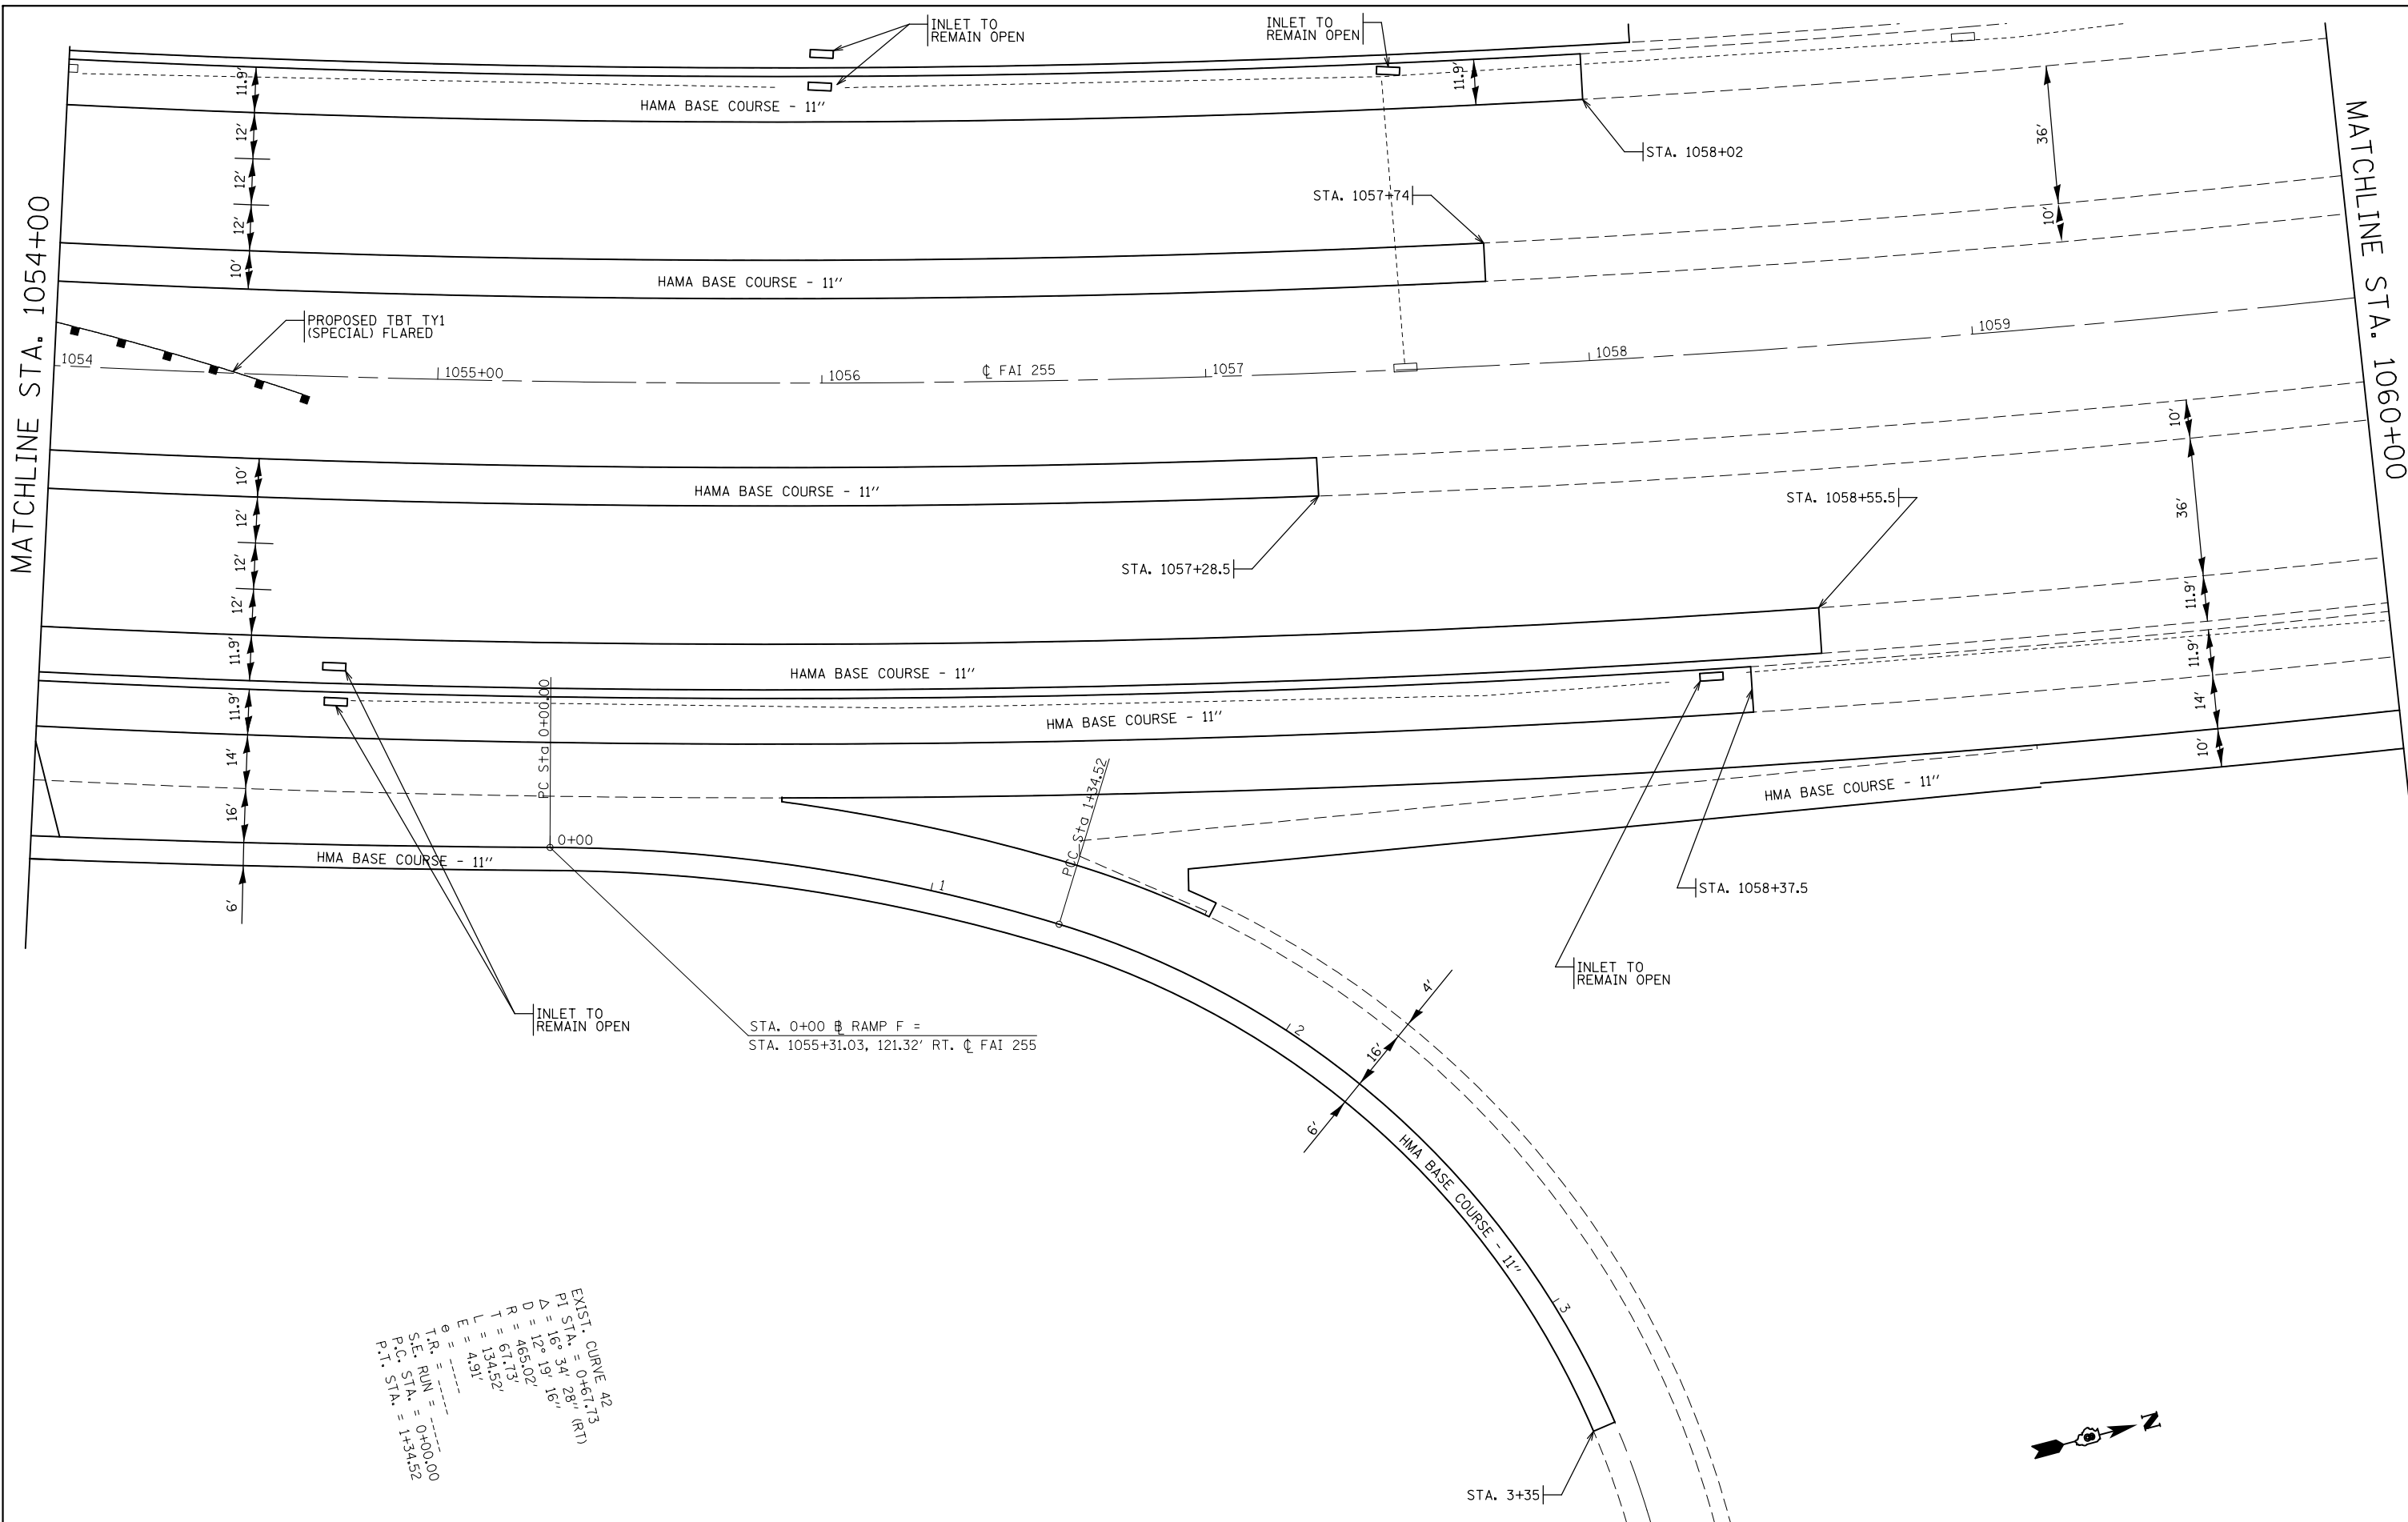 INLET TO
REMAIN OPEN
INLET TO
REMAIN OPEN
11.9'
11.9'
HAMA BASE COURSE - 11"
12'
12'
12'
10'
36'
10'
STA. 1058+02
STA. 1057+74
HAMA BASE COURSE - 11"
MATCHLINE STA. 1054+00
MATCHLINE STA. 1060+00
PROPOSED TBT TY1
(SPECIAL) FLARED
1054
1055+00
1056
℄ FAI 255
1057
1058
1059
10'
12'
12'
12'
11.9'
11.9'
14'
16'
6'
HAMA BASE COURSE - 11"
STA. 1057+28.5
STA. 1058+55.5
10'
36'
11.9'
11.9'
14'
10'
HAMA BASE COURSE - 11"
HMA BASE COURSE - 11"
HMA BASE COURSE - 11"
PC Sta 0+00.00
PCC Sta 1+34.52
0+00
HMA BASE COURSE - 11"
1
2
3
STA. 1058+37.5
INLET TO
REMAIN OPEN
INLET TO
REMAIN OPEN
STA. 0+00 ⅊ RAMP F =
STA. 1055+31.03, 121.32' RT. ℄ FAI 255
4'
16'
6'
HMA BASE COURSE - 11"
EXIST. CURVE 42
PI STA. = 0+67.73
Δ = 16° 34' 28" (RT)
D = 12° 19' 16"
R = 465.02'
T = 67.73'
L = 134.52'
E = 4.91'
e = -----
T.R. = -----
S.E. RUN = -----
P.C. STA. = 0+00.00
P.T. STA. = 1+34.52
STA. 3+35
N